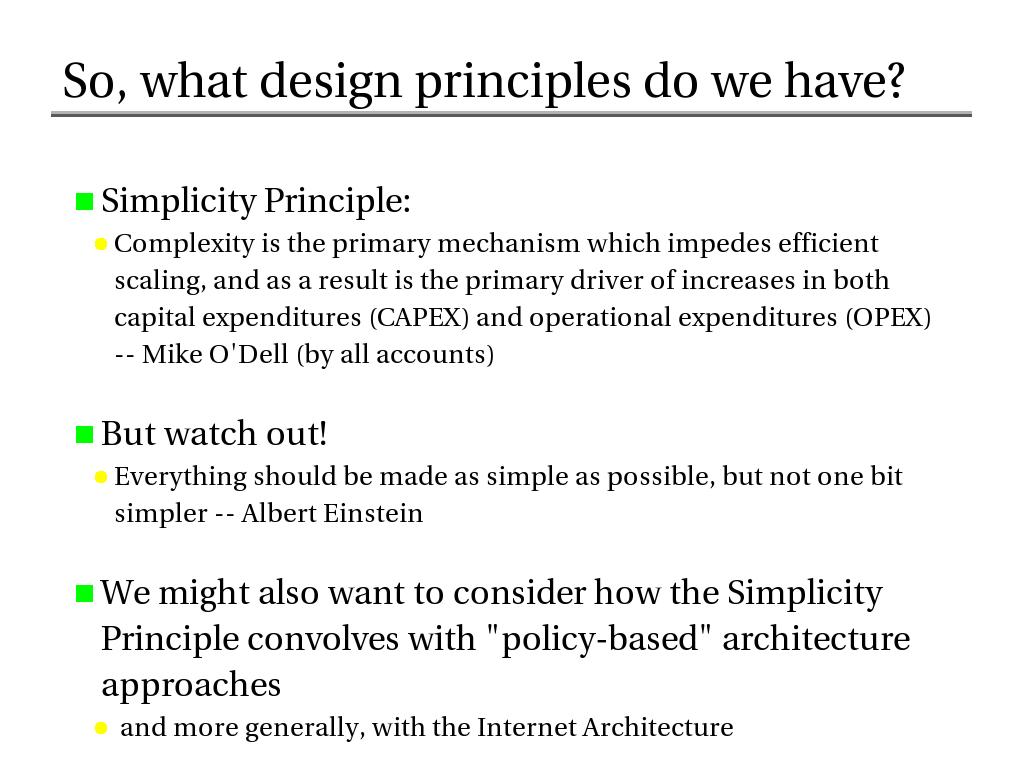 So, what design principles do we have?
Simplicity Principle:
Complexity is the primary mechanism which impedes efficient
scaling, and as a result is the primary driver of increases in both
capital expenditures (CAPEX) and operational expenditures (OPEX)
-- Mike O'Dell (by all accounts)
But watch out!
Everything should be made as simple as possible, but not one bit
simpler -- Albert Einstein
We might also want to consider how the Simplicity
Principle convolves with "policy-based" architecture
approaches
and more generally, with the Internet Architecture